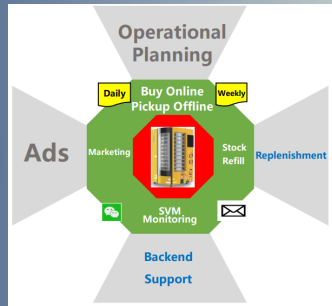 Operational
Planning
Daily
Buy Online
Pickup Offline
Weekly
Ads
Marketing
Stock
Refill
Replenishment
SVM
Monitoring
Backend
Support